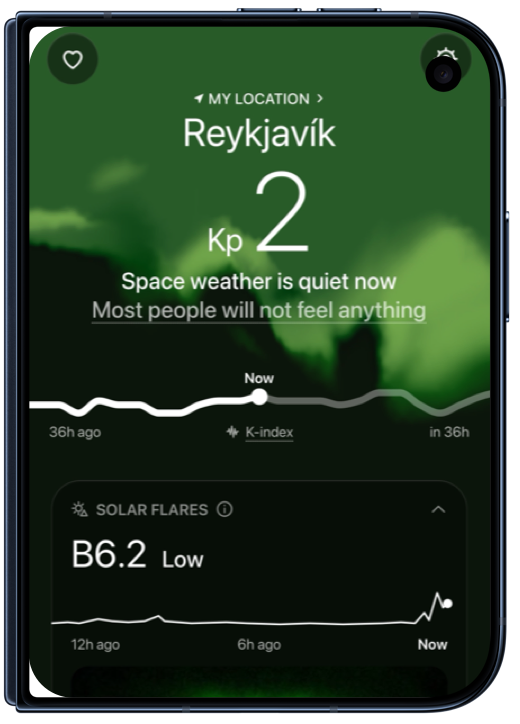 MY LOCATION
Reykjavík
Kp 2
Space weather is quiet now
Most people will not feel anything
Now
36h ago K-index in 36h
SOLAR FLARES
B6.2 Low
12h ago 6h ago Now